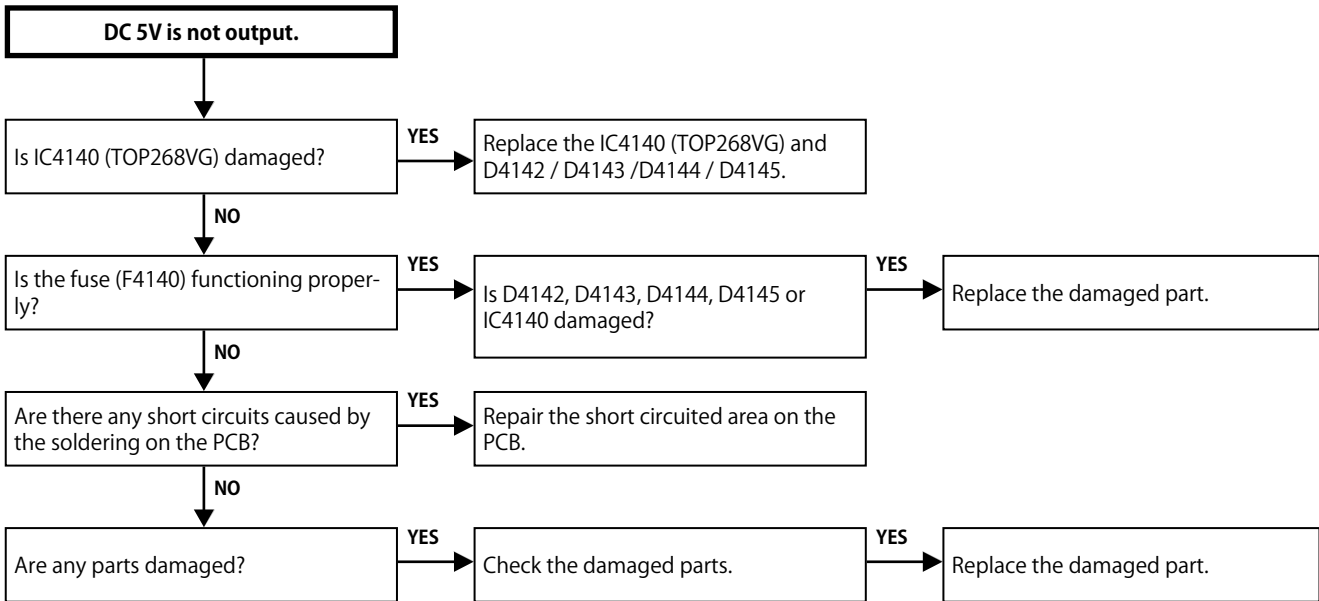 DC 5V is not output.
Is IC4140 (TOP268VG) damaged?
YES
Replace the IC4140 (TOP268VG) and
D4142 / D4143 /D4144 / D4145.
NO
Is the fuse (F4140) functioning proper-
ly?
YES
Is D4142, D4143, D4144, D4145 or
IC4140 damaged?
YES
Replace the damaged part.
NO
Are there any short circuits caused by
the soldering on the PCB?
YES
Repair the short circuited area on the
PCB.
NO
Are any parts damaged?
YES
Check the damaged parts.
YES
Replace the damaged part.